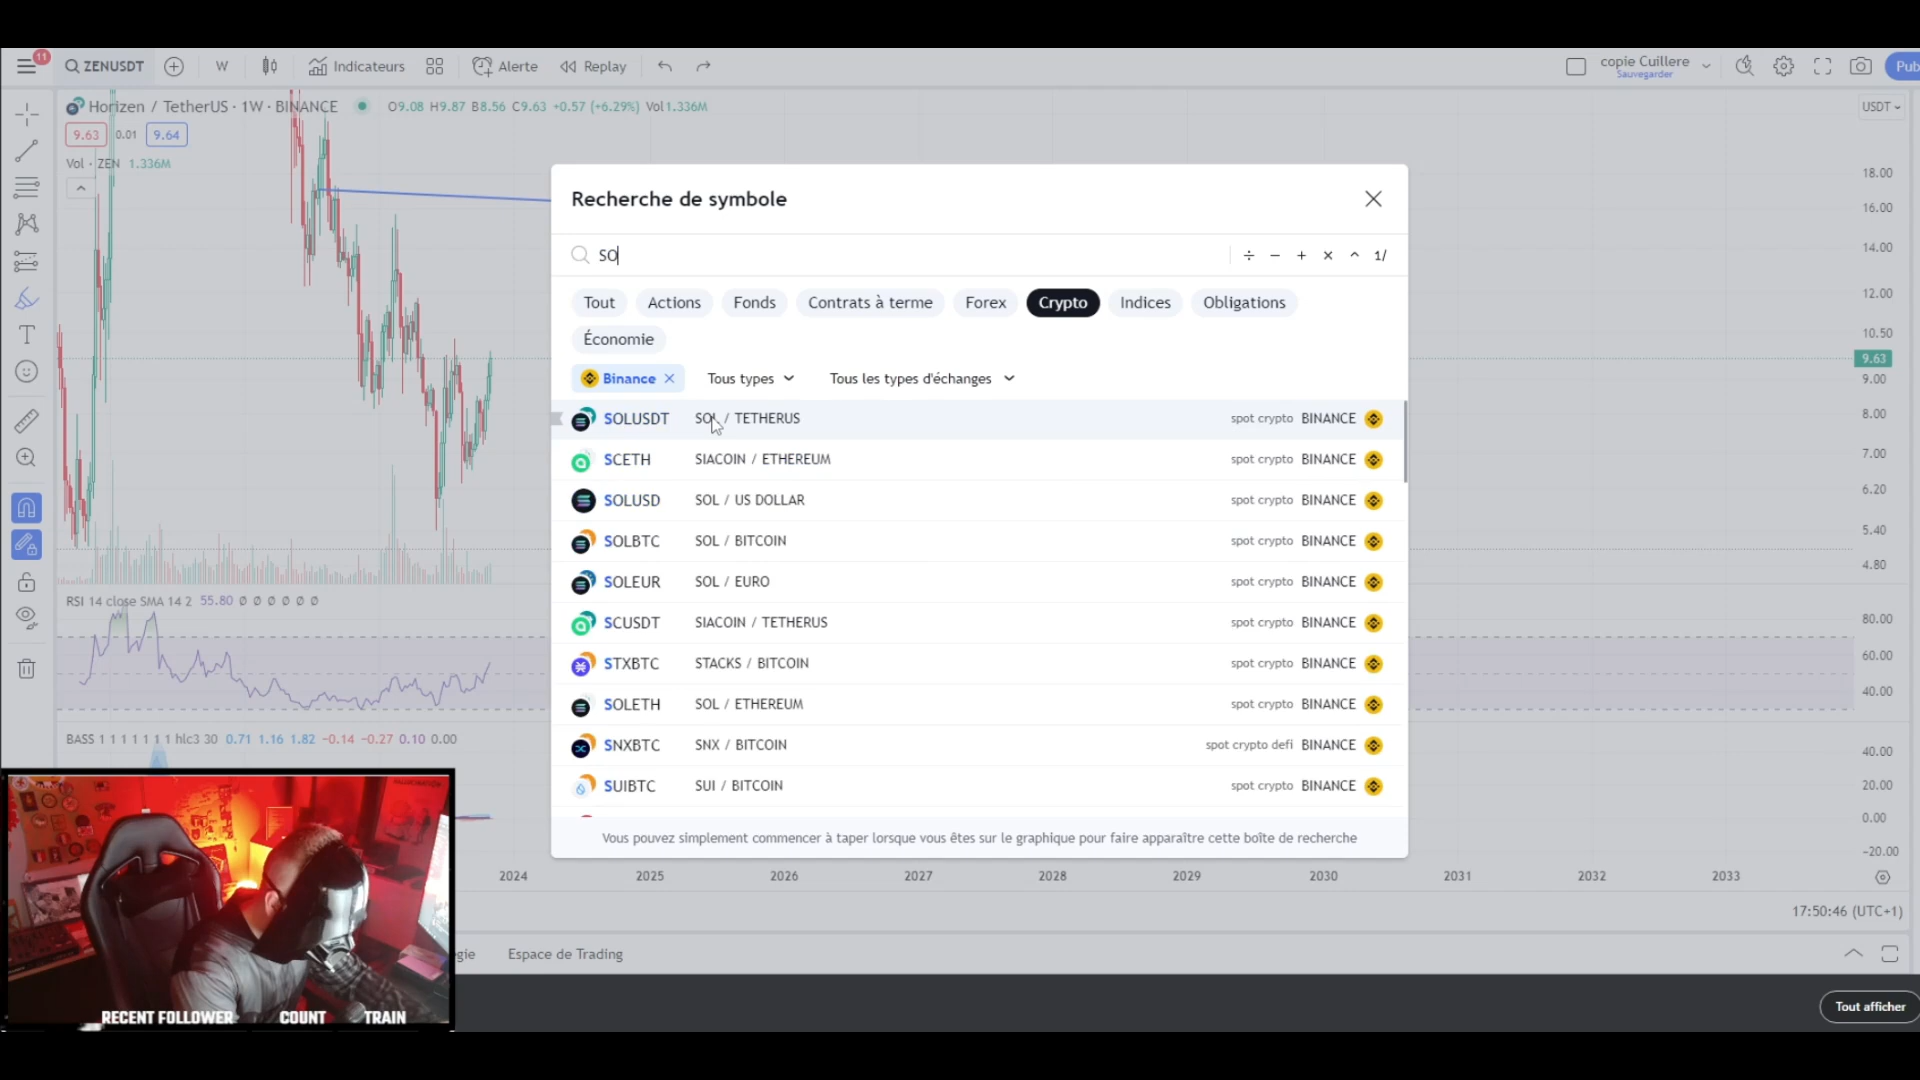 11
ZENUSDT
W
Indicateurs
Alerte
Replay
copie Cuillere
Sauvegarder
Pub
Horizen / TetherUS · 1W · BINANCE
O9.08 H9.87 B8.56 C9.63 +0.57 (+6.29%) Vol1.336M
USDT
9.63 0.01 9.64
Vol · ZEN 1.336M
Recherche de symbole
SO
÷ − + × ^ 1/
Tout
Actions
Fonds
Contrats à terme
Forex
Crypto
Indices
Obligations
Économie
Binance
Tous types
Tous les types d'échanges
SOLUSDT SOL / TETHERUS spot crypto BINANCE
SCETH SIACOIN / ETHEREUM spot crypto BINANCE
SOLUSD SOL / US DOLLAR spot crypto BINANCE
SOLBTC SOL / BITCOIN spot crypto BINANCE
SOLEUR SOL / EURO spot crypto BINANCE
SCUSDT SIACOIN / TETHERUS spot crypto BINANCE
STXBTC STACKS / BITCOIN spot crypto BINANCE
SOLETH SOL / ETHEREUM spot crypto BINANCE
SNXBTC SNX / BITCOIN spot crypto defi BINANCE
SUIBTC SUI / BITCOIN spot crypto BINANCE
Vous pouvez simplement commencer à taper lorsque vous êtes sur le graphique pour faire apparaître cette boîte de recherche
18.00
16.00
14.00
12.00
10.50
9.63
9.00
8.00
7.00
6.20
5.40
4.80
RSI 14 close SMA 14 2 55.80 Ø Ø Ø Ø Ø Ø
80.00
60.00
40.00
BASS 1 1 1 1 1 1 1 hlc3 30 0.71 1.16 1.82 −0.14 −0.27 0.10 0.00
40.00
20.00
0.00
−20.00
2024 2025 2026 2027 2028 2029 2030 2031 2032 2033
17:50:46 (UTC+1)
gie
Espace de Trading
Tout afficher
RECENT FOLLOWER COUNT TRAIN